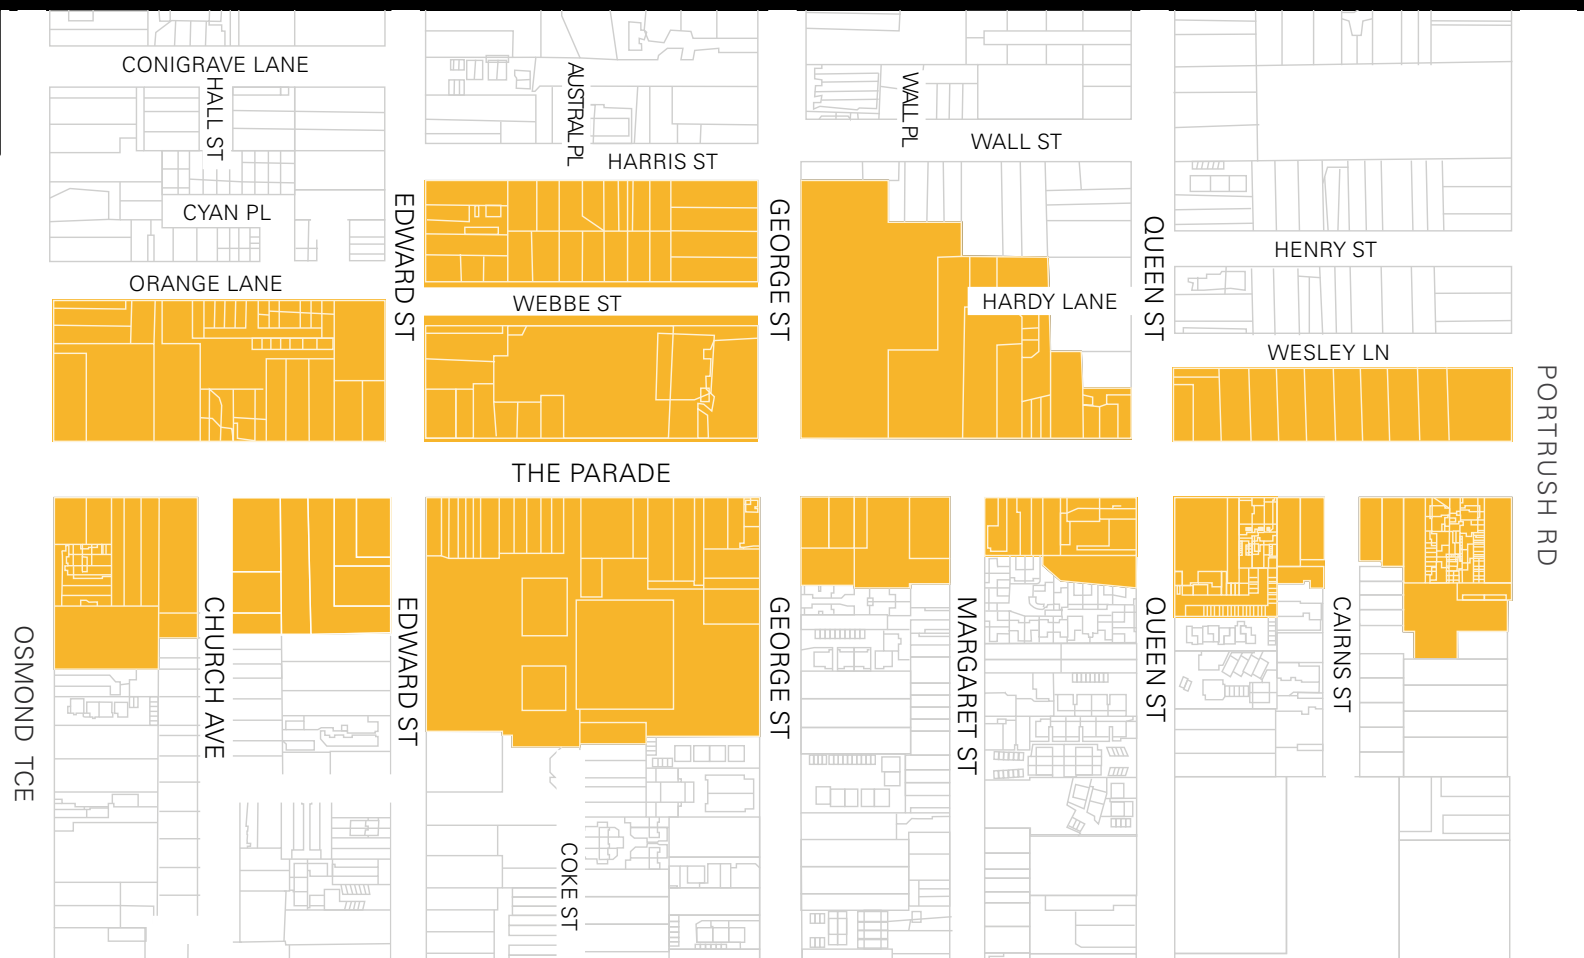 CONIGRAVE LANE
HALL ST
AUSTRAL PL
WALL PL
WALL ST
HARRIS ST
CYAN PL
EDWARD ST
GEORGE ST
QUEEN ST
HENRY ST
ORANGE LANE
WEBBE ST
HARDY LANE
WESLEY LN
PORTRUSH RD
THE PARADE
OSMOND TCE
CHURCH AVE
EDWARD ST
GEORGE ST
MARGARET ST
QUEEN ST
CAIRNS ST
COKE ST